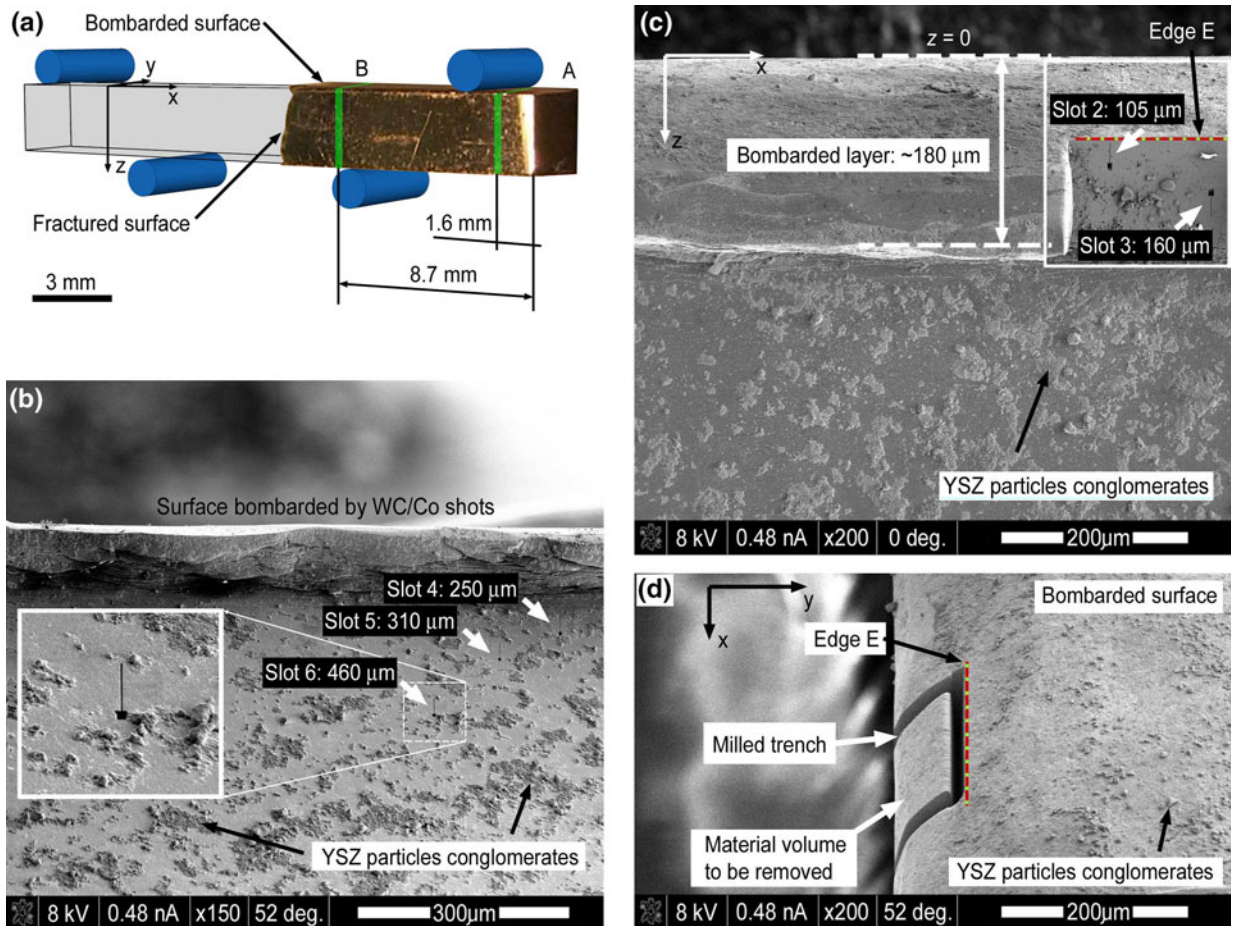 (a)
Bombarded surface
B
A
y
x
z
Fractured surface
1.6 mm
8.7 mm
3 mm
(b)
Surface bombarded by WC/Co shots
Slot 4: 250 μm
Slot 5: 310 μm
Slot 6: 460 μm
YSZ particles conglomerates
8 kV 0.48 nA x150 52 deg. 300μm
(c)
z = 0
Edge E
x
z
Slot 2: 105 μm
Bombarded layer: ~180 μm
Slot 3: 160 μm
YSZ particles conglomerates
8 kV 0.48 nA x200 0 deg. 200μm
(d)
y
x
Bombarded surface
Edge E
Milled trench
Material volume
to be removed
YSZ particles conglomerates
8 kV 0.48 nA x200 52 deg. 200μm